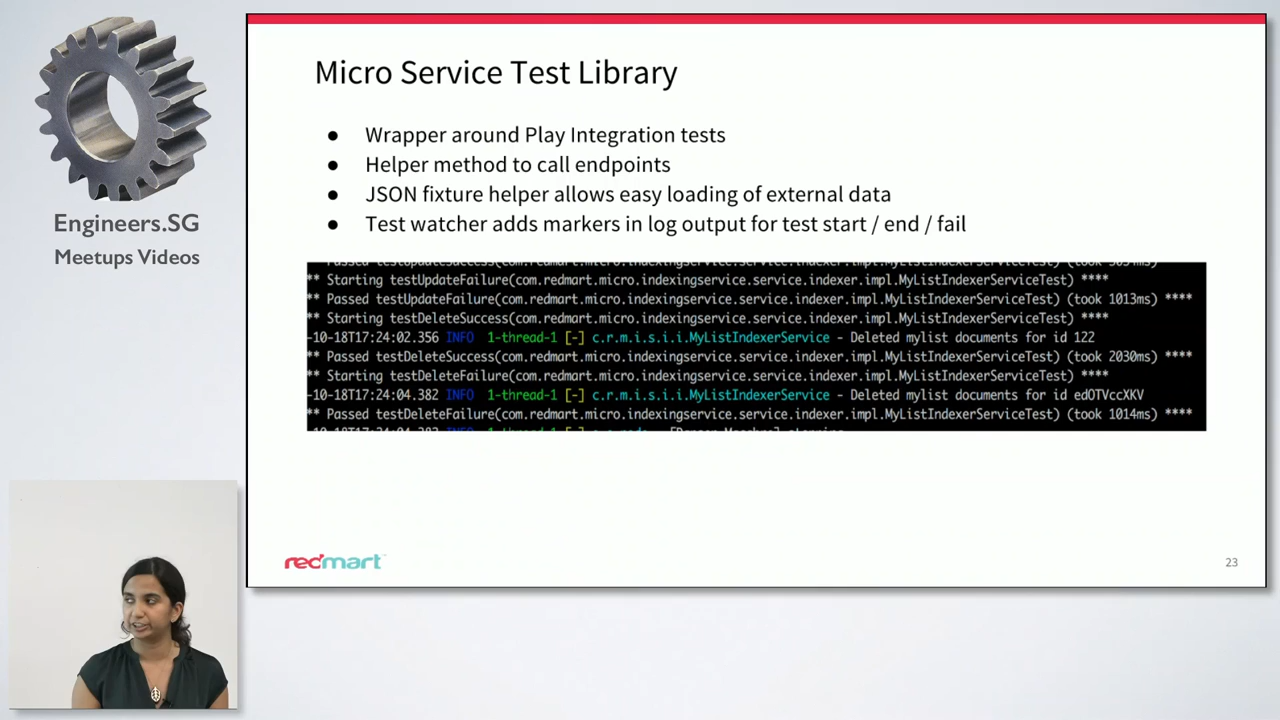 Engineers.SG
Meetups Videos
Micro Service Test Library
● Wrapper around Play Integration tests
● Helper method to call endpoints
● JSON fixture helper allows easy loading of external data
● Test watcher adds markers in log output for test start / end / fail
** Starting testUpdateFailure(com.redmart.micro.indexingservice.service.indexer.impl.MyListIndexerServiceTest) ****
** Passed testUpdateFailure(com.redmart.micro.indexingservice.service.indexer.impl.MyListIndexerServiceTest) (took 1013ms) ****
** Starting testDeleteSuccess(com.redmart.micro.indexingservice.service.indexer.impl.MyListIndexerServiceTest) ****
-10-18T17:24:02.356 INFO 1-thread-1 [-] c.r.m.i.s.i.i.MyListIndexerService - Deleted mylist documents for id 122
** Passed testDeleteSuccess(com.redmart.micro.indexingservice.service.indexer.impl.MyListIndexerServiceTest) (took 2030ms) ****
** Starting testDeleteFailure(com.redmart.micro.indexingservice.service.indexer.impl.MyListIndexerServiceTest) ****
-10-18T17:24:04.382 INFO 1-thread-1 [-] c.r.m.i.s.i.i.MyListIndexerService - Deleted mylist documents for id edOTVccXKV
** Passed testDeleteFailure(com.redmart.micro.indexingservice.service.indexer.impl.MyListIndexerServiceTest) (took 1014ms) ****
redmart
23